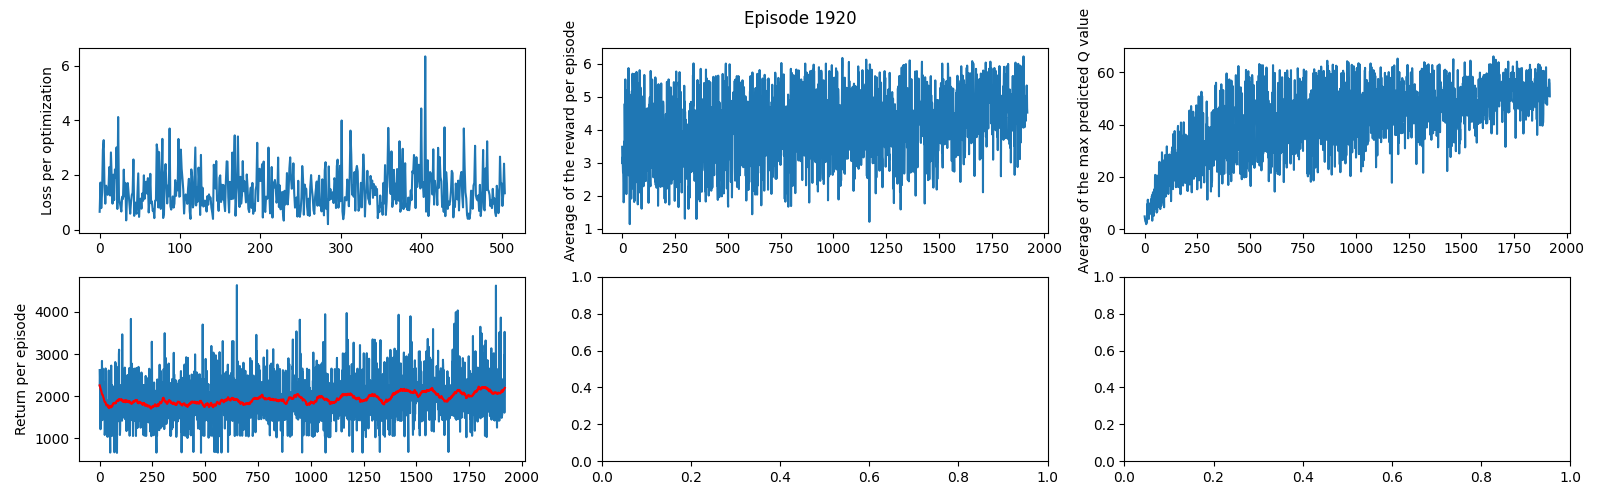 Episode 1920
Loss per optimization
6
4
2
0
0 100 200 300 400 500
Average of the reward per episode
6
5
4
3
2
1
0 250 500 750 1000 1250 1500 1750 2000
Average of the max predicted Q value
60
40
20
0
0 250 500 750 1000 1250 1500 1750 2000
Return per episode
4000
3000
2000
1000
0 250 500 750 1000 1250 1500 1750 2000
1.0
0.8
0.6
0.4
0.2
0.0
0.0 0.2 0.4 0.6 0.8 1.0
1.0
0.8
0.6
0.4
0.2
0.0
0.0 0.2 0.4 0.6 0.8 1.0